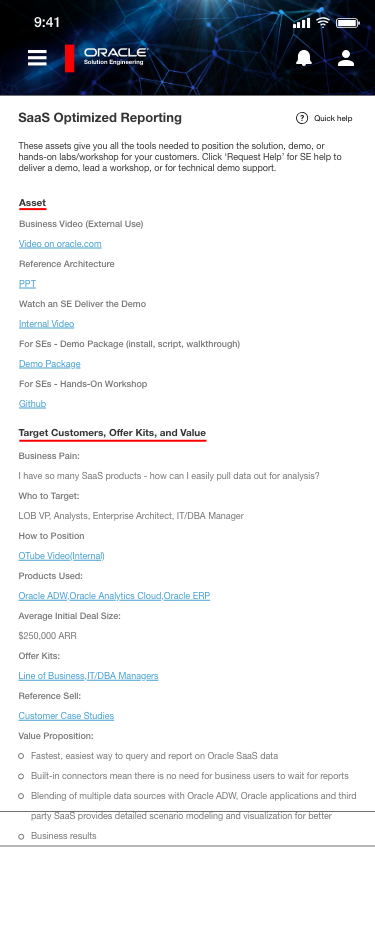 9:41
ORACLE
Solution Engineering
SaaS Optimized Reporting
? Quick help
These assets give you all the tools needed to position the solution, demo, or
hands-on labs/workshop for your customers. Click 'Request Help' for SE help to
deliver a demo, lead a workshop, or for technical demo support.
Asset
Business Video (External Use)
Video on oracle.com
Reference Architecture
PPT
Watch an SE Deliver the Demo
Internal Video
For SEs - Demo Package (install, script, walkthrough)
Demo Package
For SEs - Hands-On Workshop
Github
Target Customers, Offer Kits, and Value
Business Pain:
I have so many SaaS products - how can I easily pull data out for analysis?
Who to Target:
LOB VP, Analysts, Enterprise Architect, IT/DBA Manager
How to Position
OTube Video(Internal)
Products Used:
Oracle ADW,Oracle Analytics Cloud,Oracle ERP
Average Initial Deal Size:
$250,000 ARR
Offer Kits:
Line of Business,IT/DBA Managers
Reference Sell:
Customer Case Studies
Value Proposition:
Fastest, easiest way to query and report on Oracle SaaS data
Built-in connectors mean there is no need for business users to wait for reports
Blending of multiple data sources with Oracle ADW, Oracle applications and third
party SaaS provides detailed scenario modeling and visualization for better
Business results